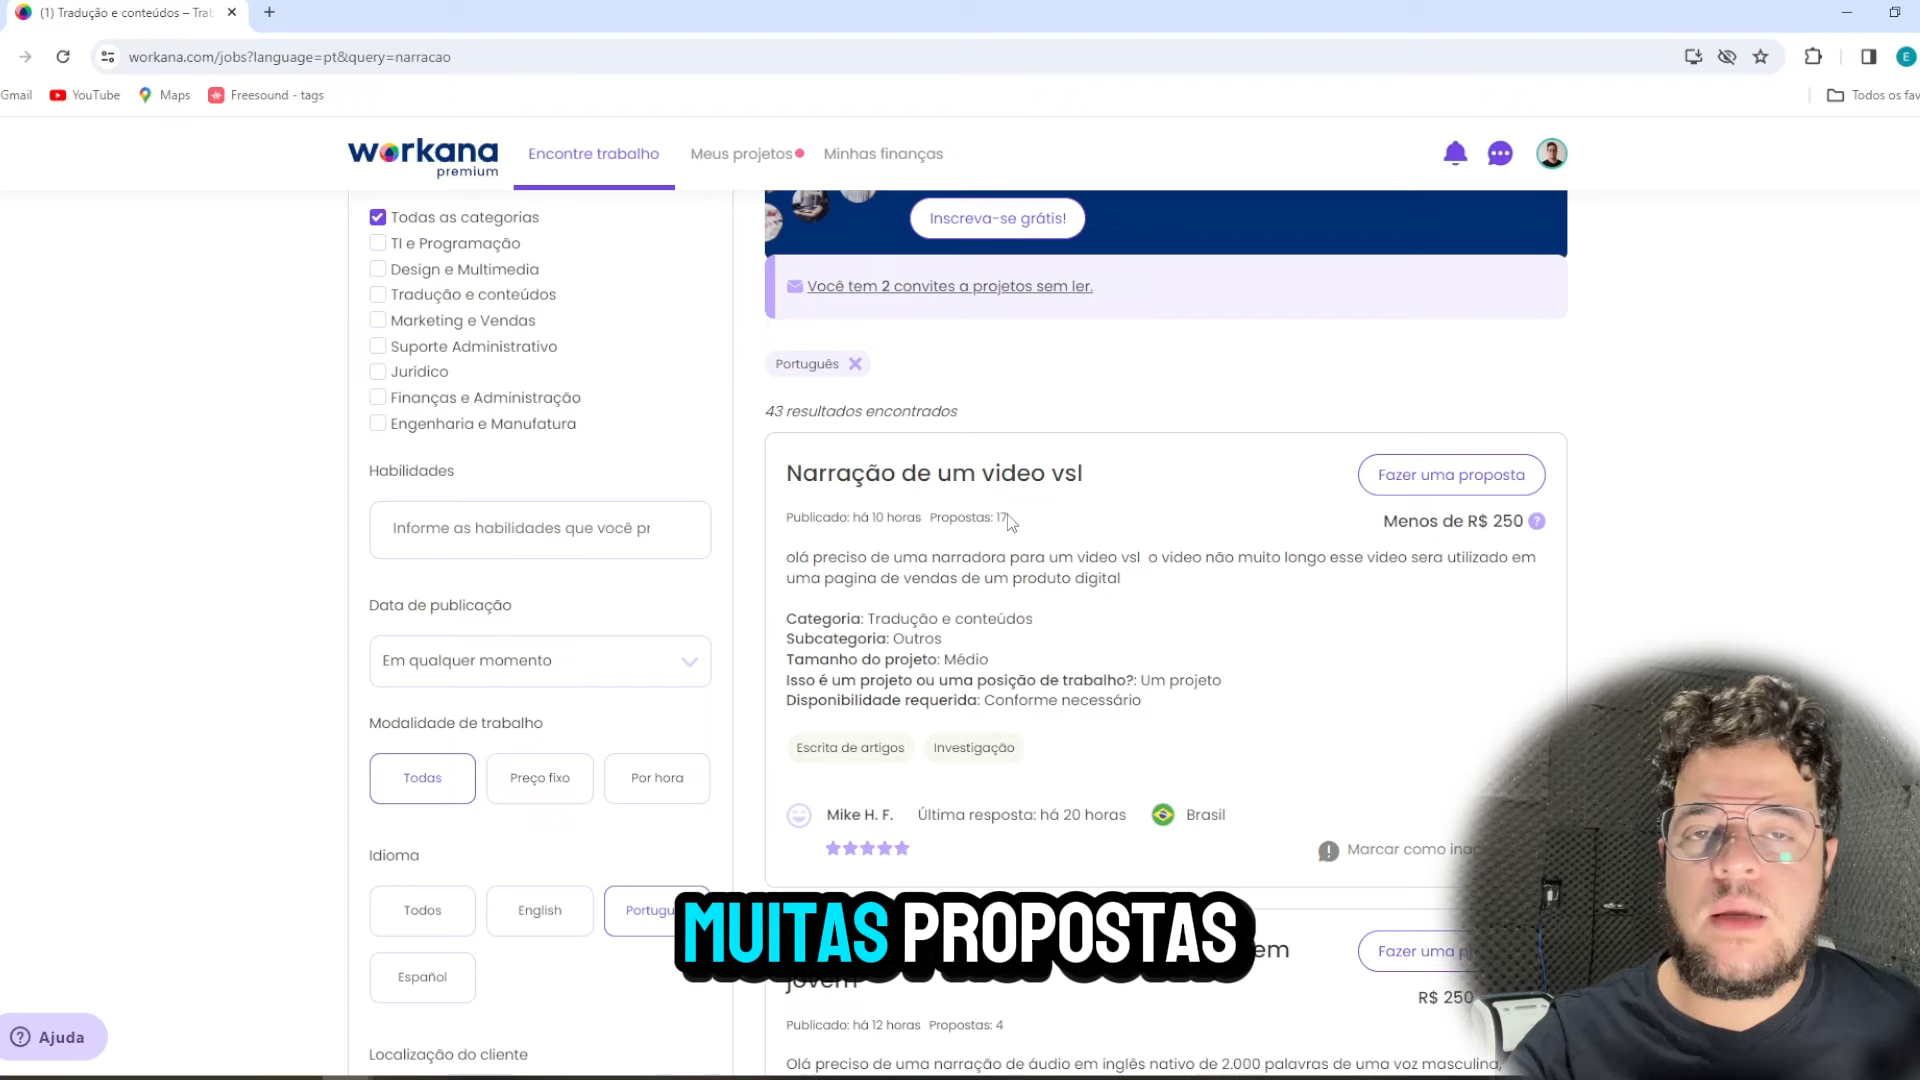 (1) Tradução e conteúdos – Trab
workana.com/jobs?language=pt&query=narracao
E
Gmail
YouTube
Maps
Freesound - tags
Todos os fav
workana
premium
Encontre trabalho
Meus projetos
Minhas finanças
Todas as categorias
TI e Programação
Design e Multimedia
Tradução e conteúdos
Marketing e Vendas
Suporte Administrativo
Jurídico
Finanças e Administração
Engenharia e Manufatura
Habilidades
Informe as habilidades que você pr
Data de publicação
Em qualquer momento
Modalidade de trabalho
Todas
Preço fixo
Por hora
Idioma
Todos
English
Portugu
Español
Localização do cliente
Ajuda
Inscreva-se grátis!
Você tem 2 convites a projetos sem ler.
Português
43 resultados encontrados
Narração de um video vsl
Fazer uma proposta
Publicado: há 10 horas Propostas: 17
Menos de R$ 250 ?
olá preciso de uma narradora para um video vsl o video não muito longo esse video sera utilizado em
uma pagina de vendas de um produto digital
Categoria: Tradução e conteúdos
Subcategoria: Outros
Tamanho do projeto: Médio
Isso é um projeto ou uma posição de trabalho?: Um projeto
Disponibilidade requerida: Conforme necessário
Escrita de artigos
Investigação
Mike H. F.
Última resposta: há 20 horas
Brasil
Marcar como inap
MUITAS PROPOSTAS
em
jovem
Fazer uma p
R$ 250
Publicado: há 12 horas Propostas: 4
Olá preciso de uma narração de áudio em inglês nativo de 2.000 palavras de uma voz masculina,